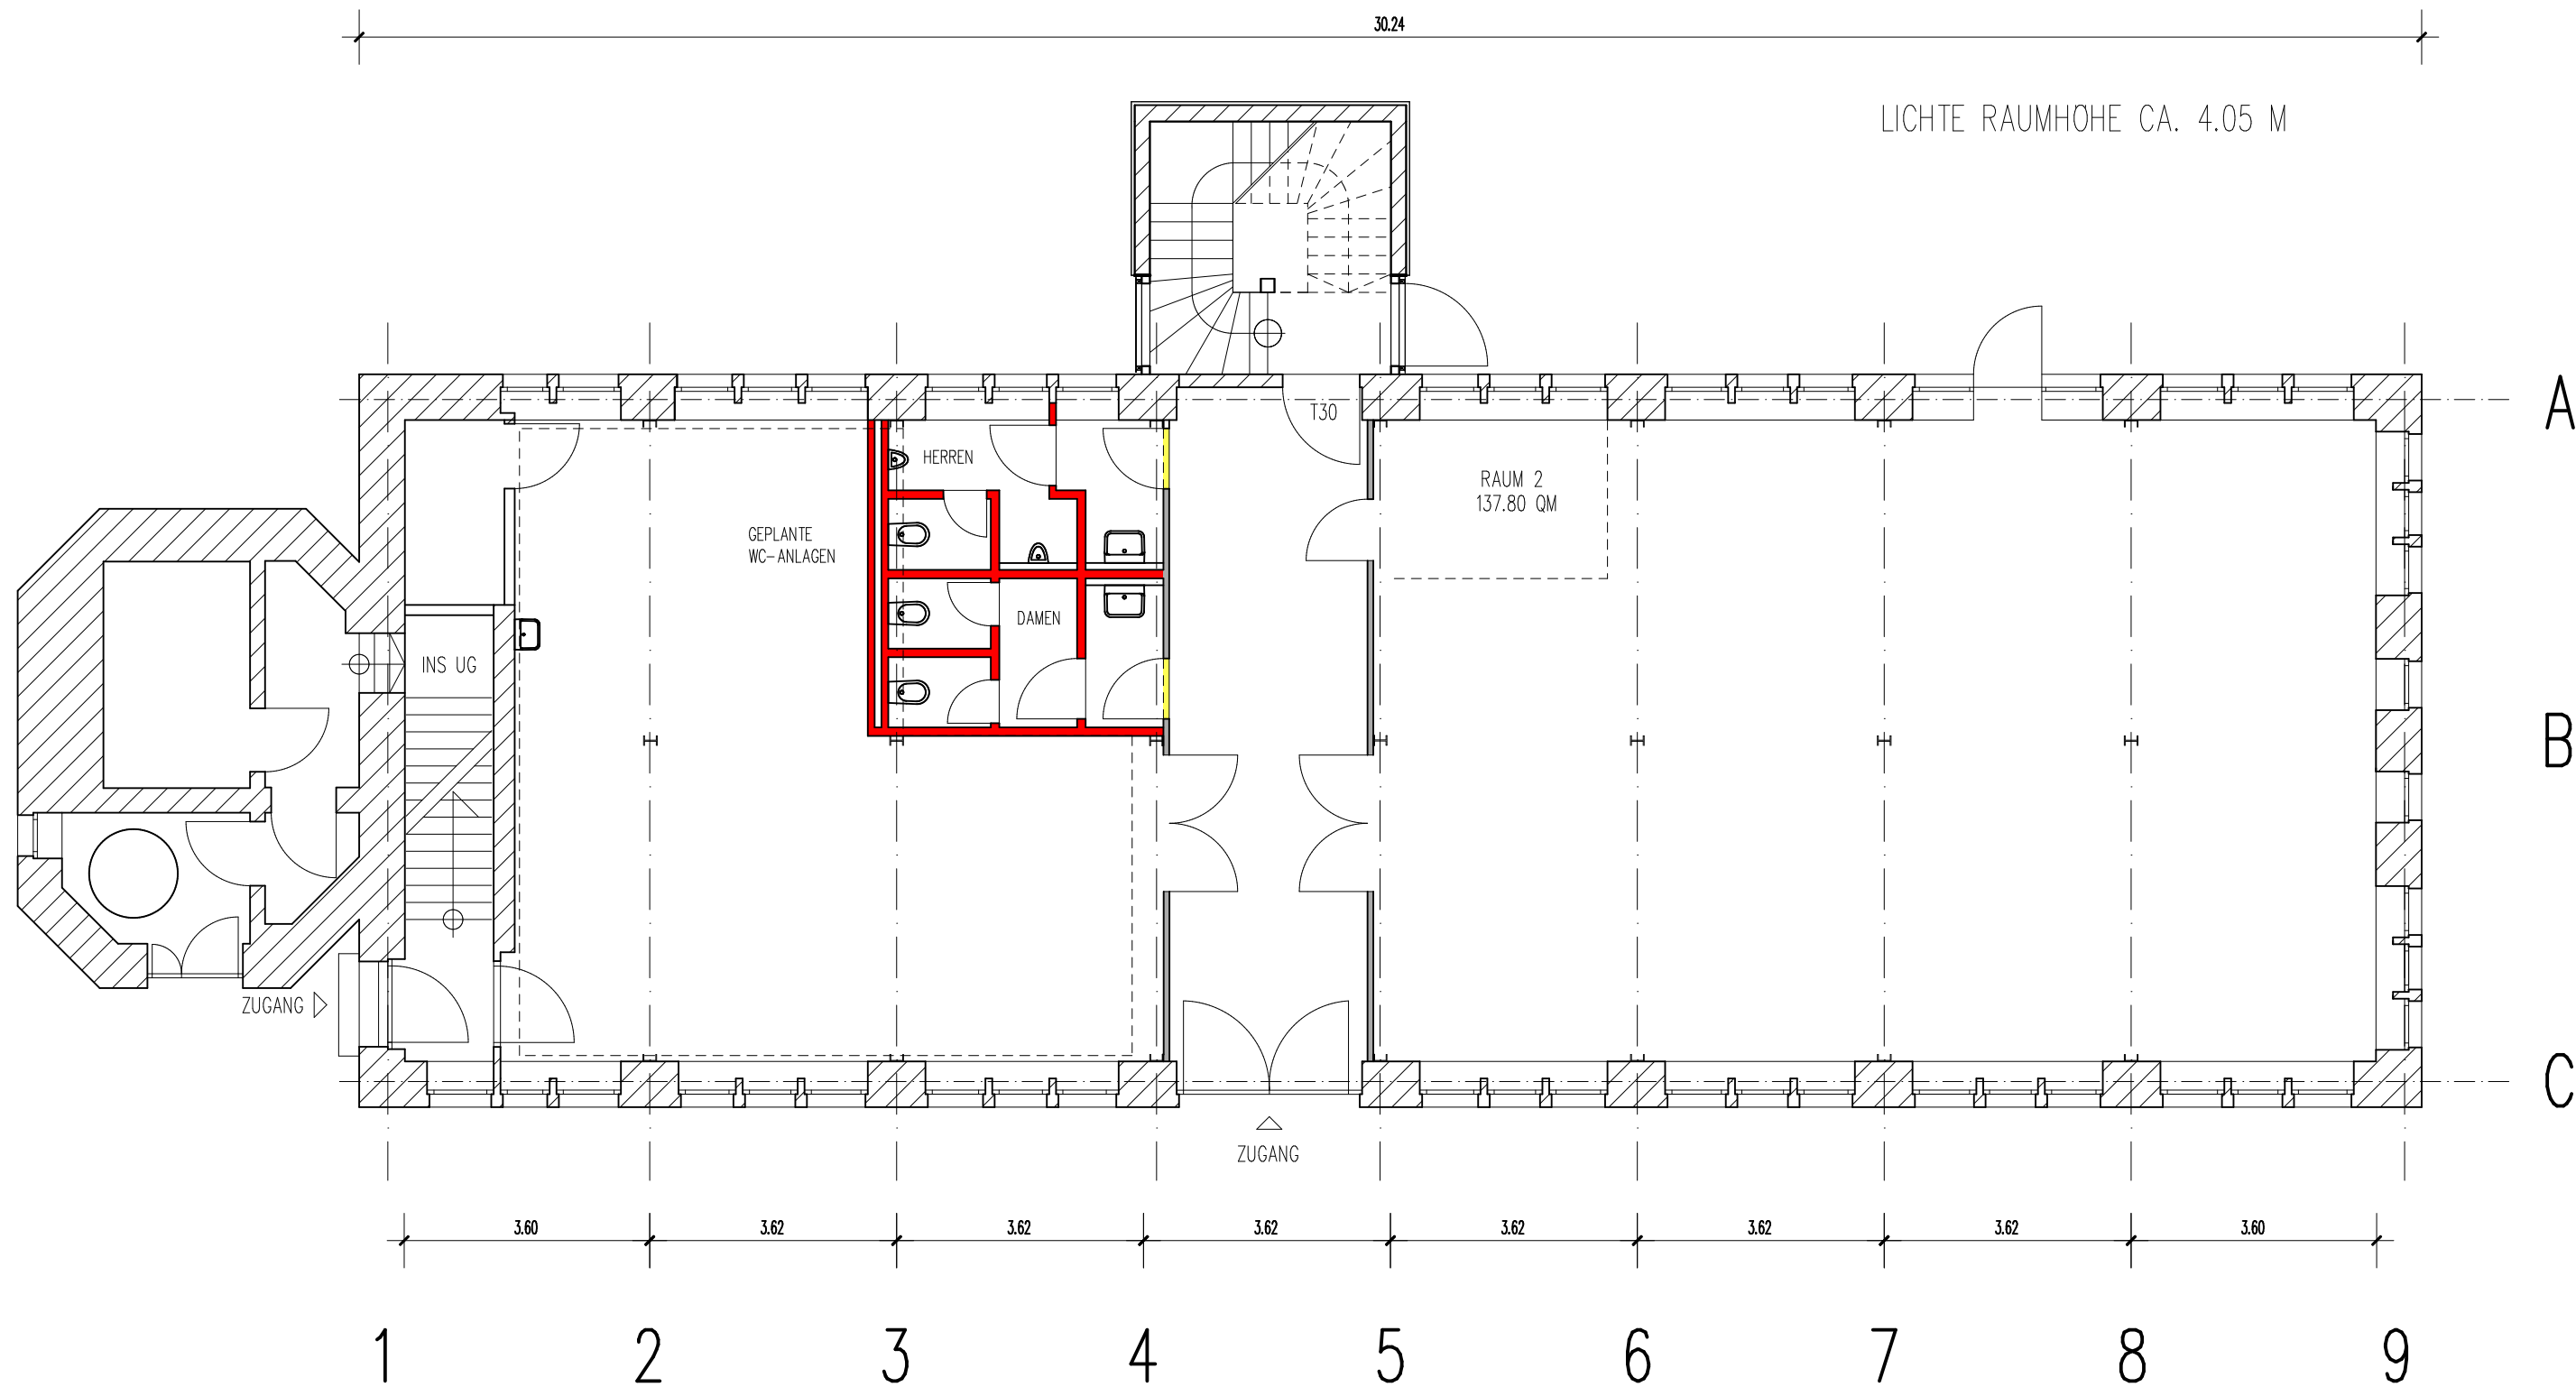 30.24
LICHTE RAUMHÖHE CA. 4.05 M
T30
A
HERREN
RAUM 2
137.80 QM
GEPLANTE
WC-ANLAGEN
DAMEN
INS UG
B
ZUGANG
C
ZUGANG
3.60 3.62 3.62 3.62 3.62 3.62 3.62 3.60
1 2 3 4 5 6 7 8 9